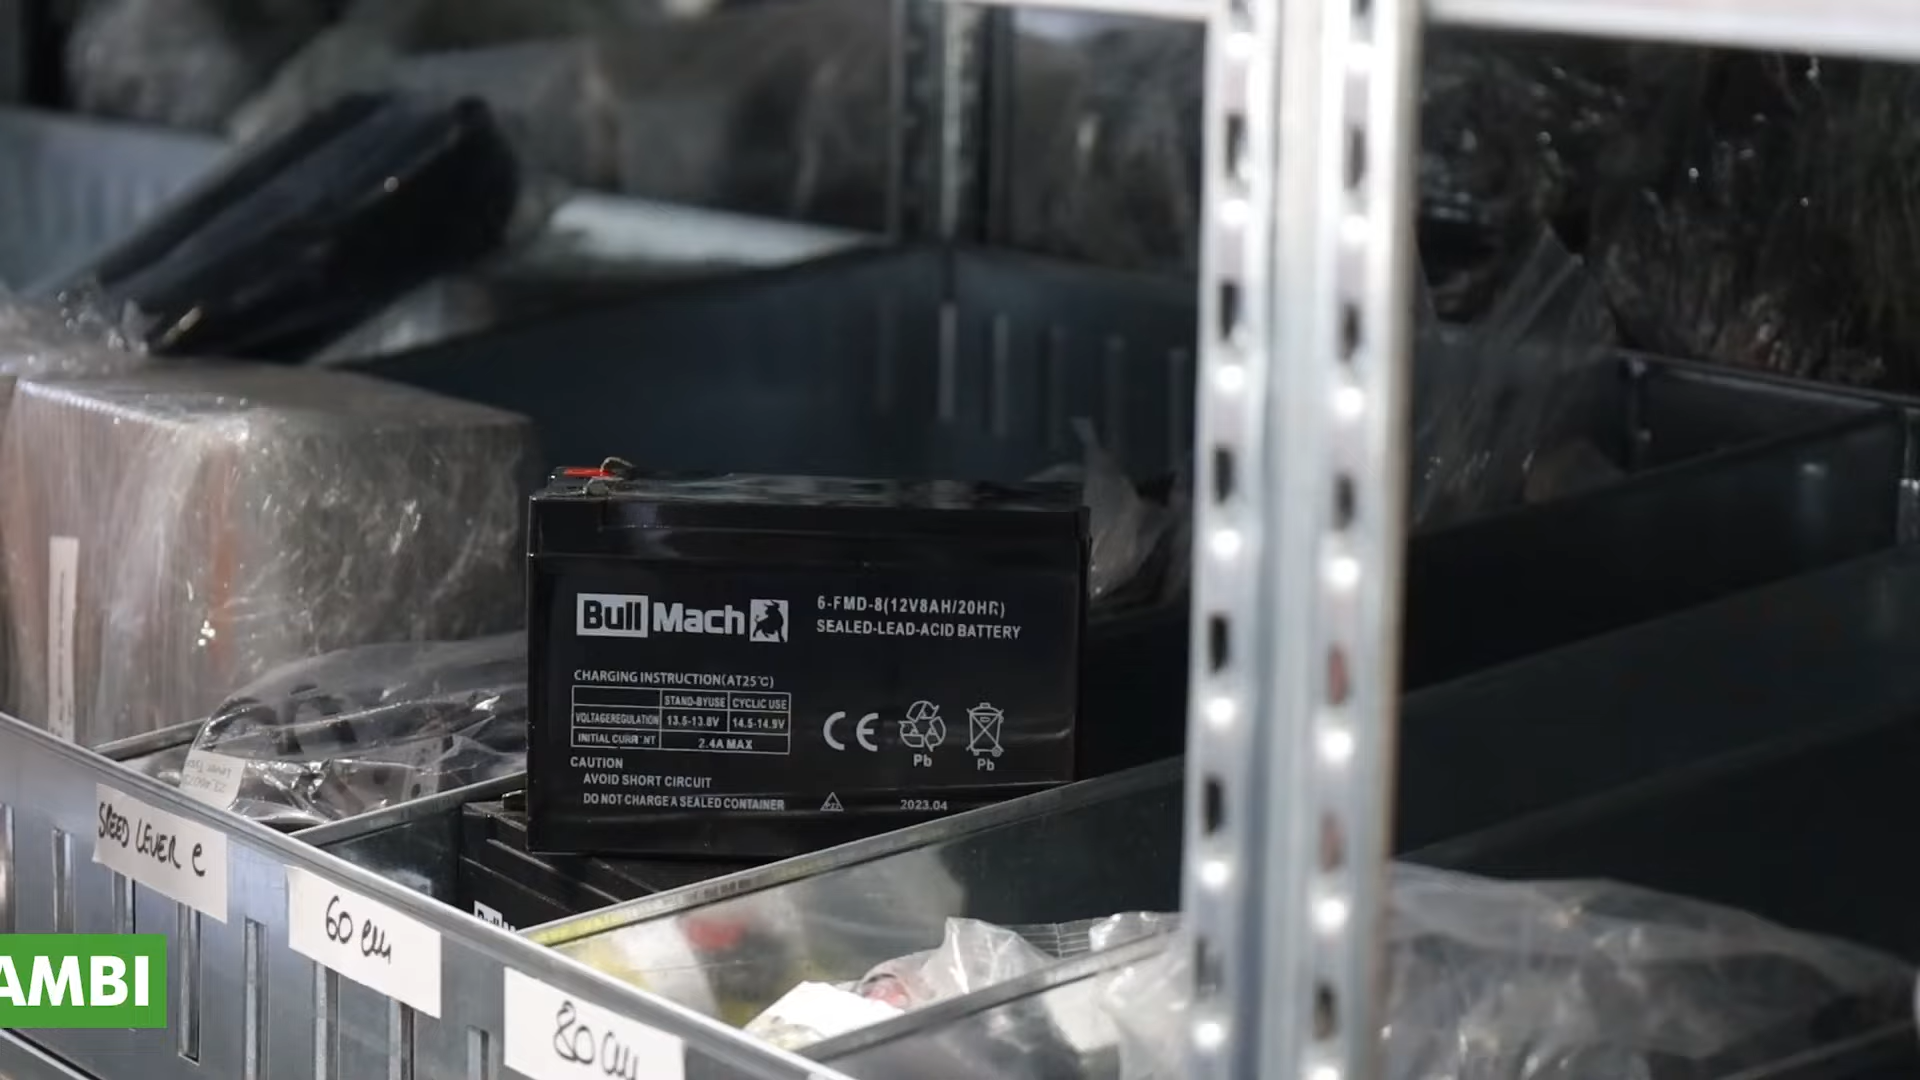 Bull Mach
6-FMD-8(12V8AH/20HR)
SEALED-LEAD-ACID BATTERY
CHARGING INSTRUCTION(AT25℃)
STAND-BYUSE CYCLIC USE
VOLTAGEREGULATION 13.5-13.8V 14.5-14.9V
INITIAL CURRENT 2.4A MAX
CE
Pb
Pb
CAUTION
AVOID SHORT CIRCUIT
DO NOT CHARGE A SEALED CONTAINER
2023.04
SPEED LEVER C
60 cm
80 cm
AMBI